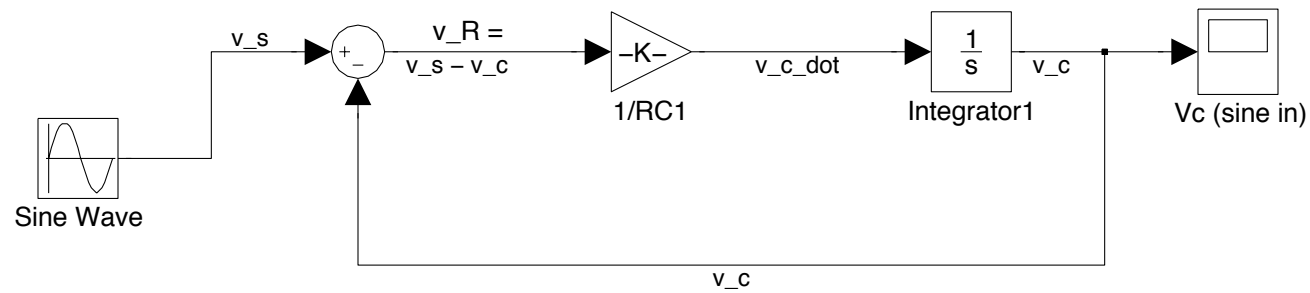 v_s
+
−
v_R =
v_s − v_c
−K−
1/RC1
v_c_dot
1
s
Integrator1
v_c
Vc (sine in)
Sine Wave
v_c